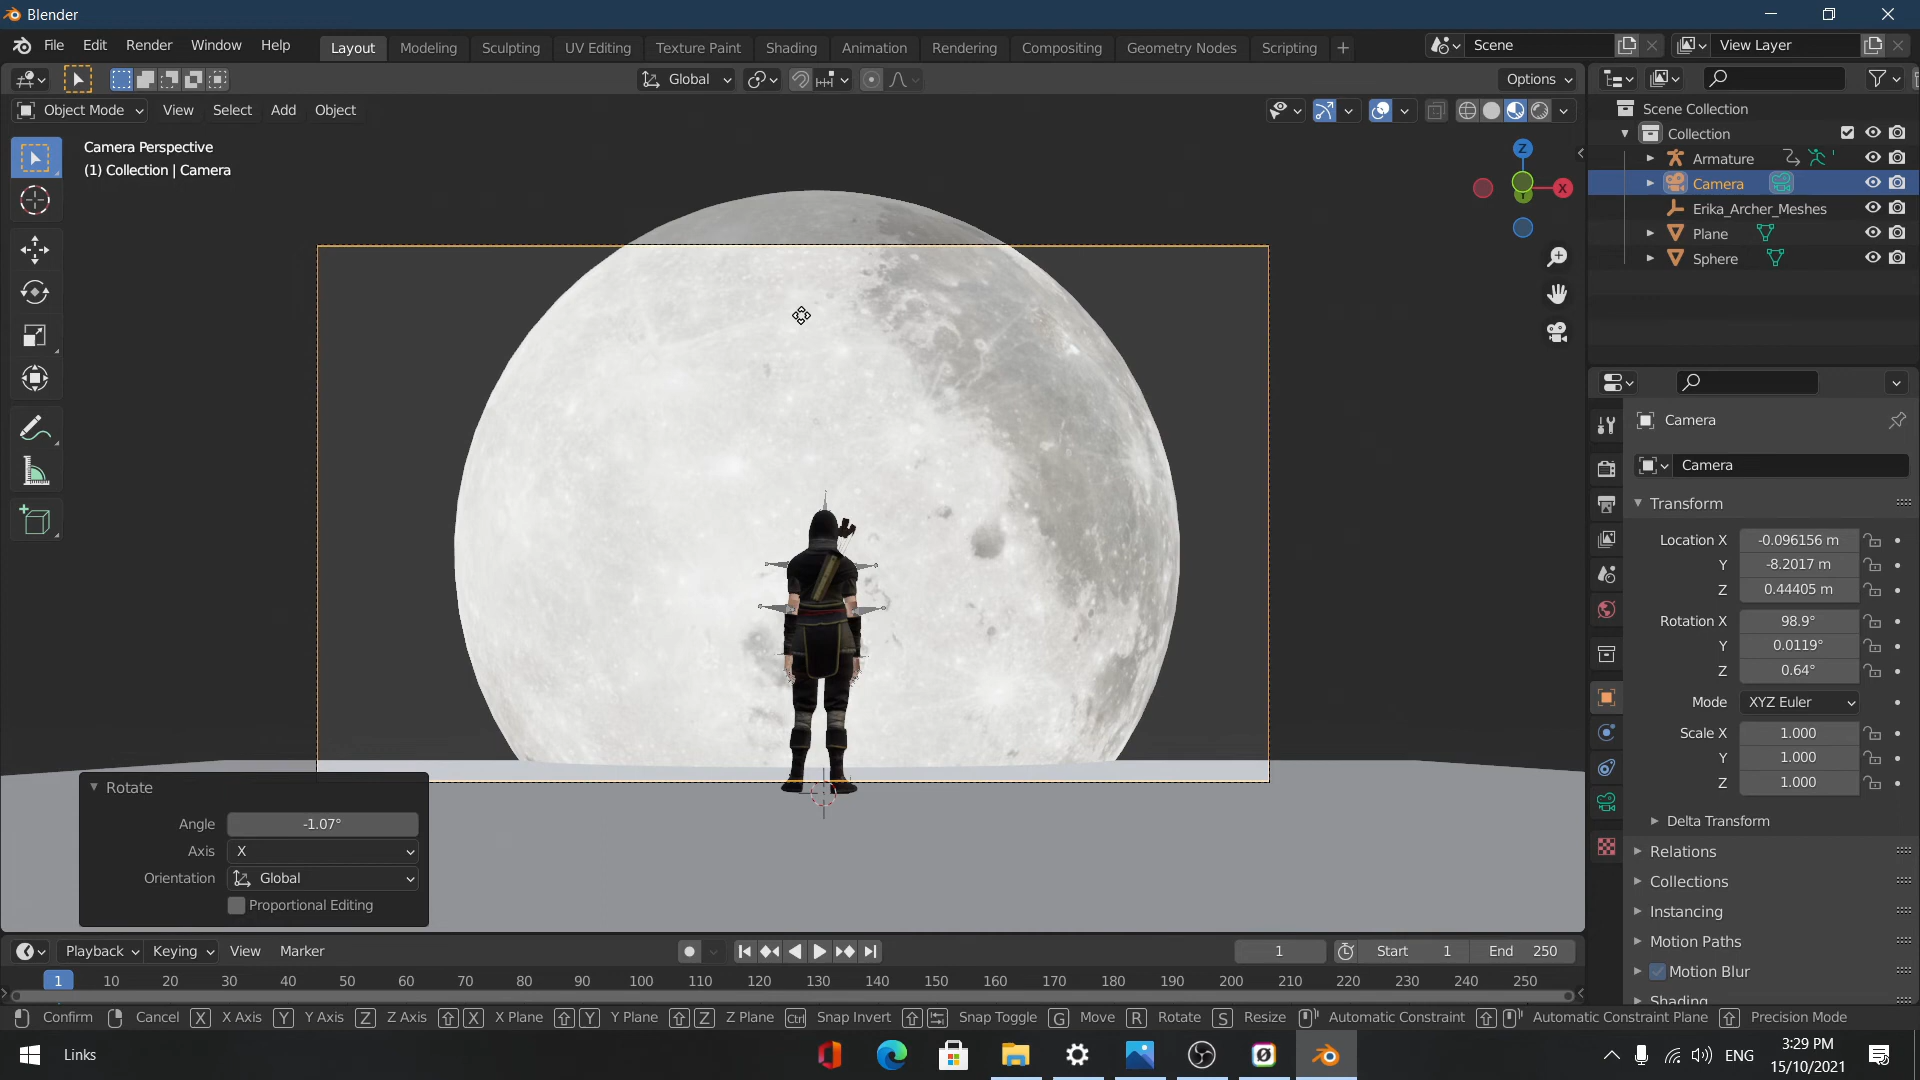 Blender
File Edit Render Window Help
Layout Modeling Sculpting UV Editing Texture Paint Shading Animation Rendering Compositing Geometry Nodes Scripting +
Scene
View Layer
Global
Options
Object Mode View Select Add Object
Camera Perspective
(1) Collection | Camera
Z
X
Y
Scene Collection
Collection
Armature
Camera
Erika_Archer_Meshes
Plane
Sphere
Camera
Camera
Transform
Location X -0.096156 m
Y -8.2017 m
Z 0.44405 m
Rotation X 98.9°
Y 0.0119°
Z 0.64°
Mode XYZ Euler
Scale X 1.000
Y 1.000
Z 1.000
Delta Transform
Relations
Collections
Instancing
Motion Paths
Motion Blur
Shading
Rotate
Angle -1.07°
Axis X
Orientation Global
Proportional Editing
Playback Keying View Marker
1
Start 1
End 250
1 10 20 30 40 50 60 70 80 90 100 110 120 130 140 150 160 170 180 190 200 210 220 230 240 250
Confirm Cancel X X Axis Y Y Axis Z Z Axis X X Plane Y Y Plane Z Z Plane Ctrl Snap Invert Snap Toggle G Move R Rotate S Resize Automatic Constraint Automatic Constraint Plane Precision Mode
Links
ENG
3:29 PM
15/10/2021